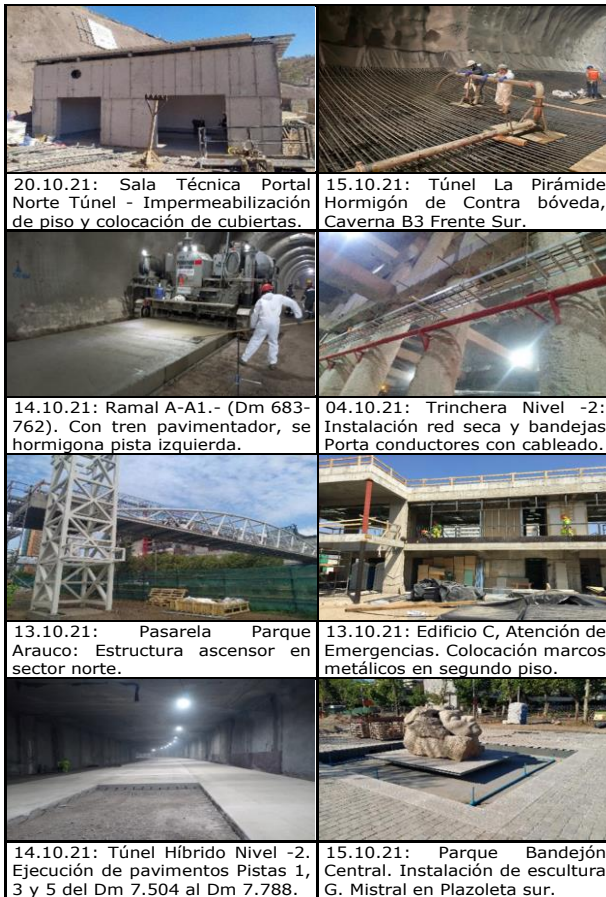 20.10.21: Sala Técnica Portal
Norte Túnel - Impermeabilización
de piso y colocación de cubiertas.
15.10.21: Túnel La Pirámide
Hormigón de Contra bóveda,
Caverna B3 Frente Sur.
14.10.21: Ramal A-A1.- (Dm 683-
762). Con tren pavimentador, se
hormigona pista izquierda.
04.10.21: Trinchera Nivel -2:
Instalación red seca y bandejas
Porta conductores con cableado.
13.10.21: Pasarela Parque
Arauco: Estructura ascensor en
sector norte.
13.10.21: Edificio C, Atención de
Emergencias. Colocación marcos
metálicos en segundo piso.
14.10.21: Túnel Híbrido Nivel -2.
Ejecución de pavimentos Pistas 1,
3 y 5 del Dm 7.504 al Dm 7.788.
15.10.21: Parque Bandejón
Central. Instalación de escultura
G. Mistral en Plazoleta sur.